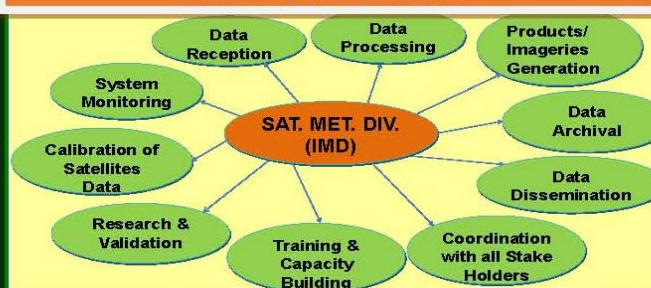 Data
Reception
Data
Processing
Products/
Imageries
Generation
System
Monitoring
SAT. MET. DIV.
(IMD)
Data
Archival
Calibration of
Satellites
Data
Data
Dissemination
Research &
Validation
Training &
Capacity
Building
Coordination
with all Stake
Holders